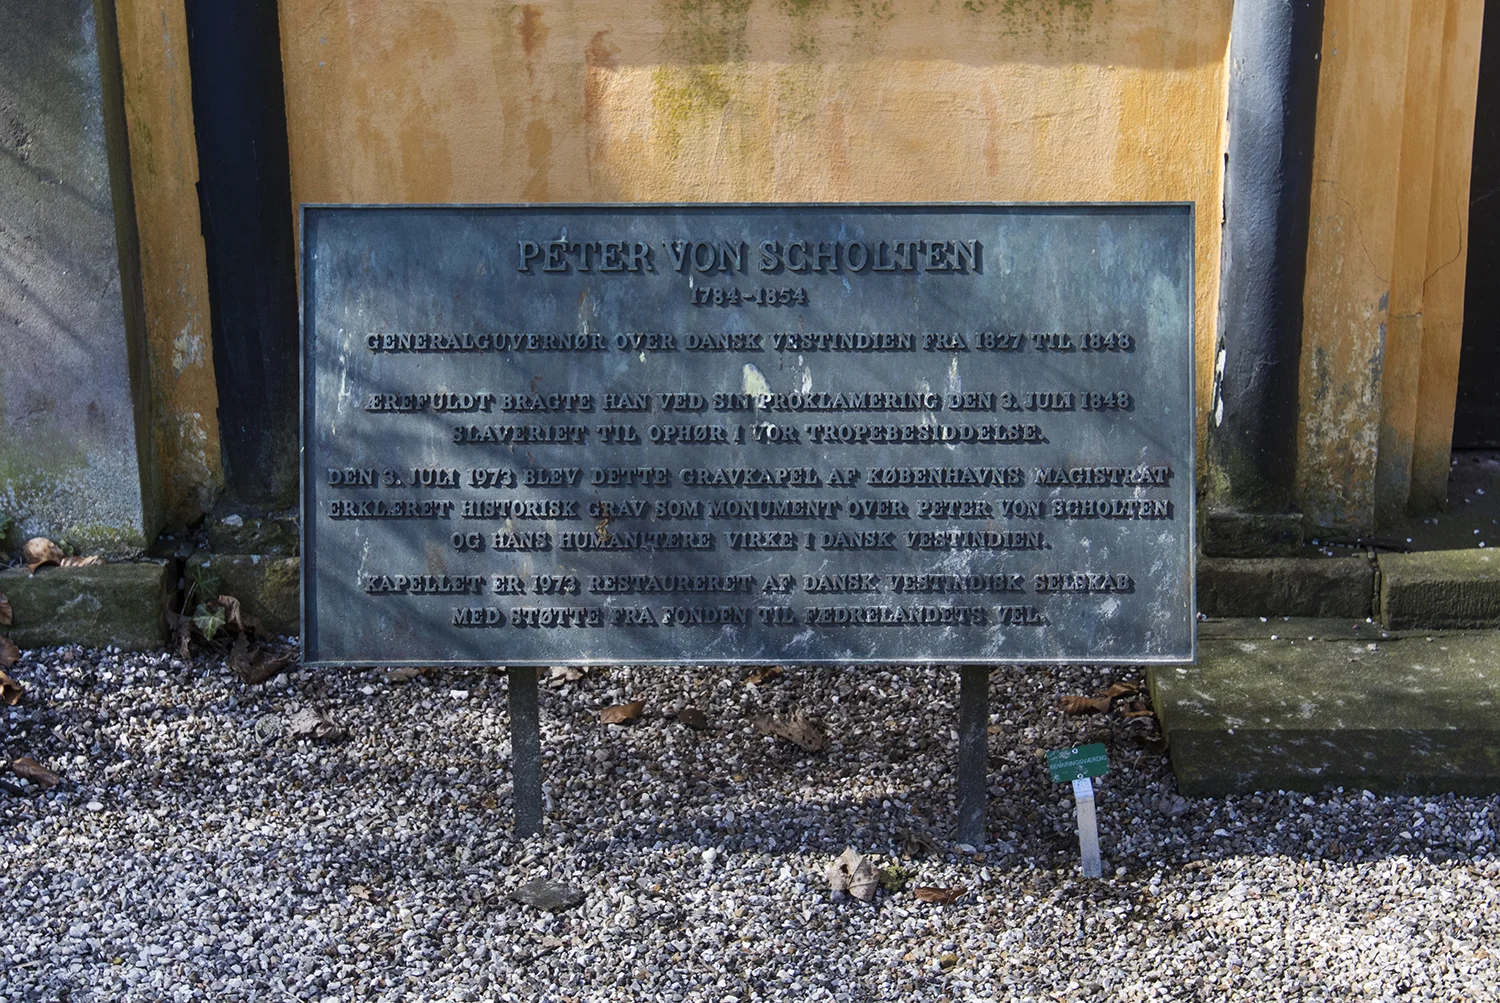 PETER VON SCHOLTEN
1784-1854
GENERALGUVERNØR OVER DANSK VESTINDIEN FRA 1827 TIL 1848
ÆREFULDT BRAGTE HAN VED SIN PROKLAMERING DEN 3. JULI 1848
SLAVERIET TIL OPHØR I VOR TROPEBESIDDELSE.
DEN 3. JULI 1973 BLEV DETTE GRAVKAPEL AF KØBENHAVNS MAGISTRAT
ERKLÆRET HISTORISK GRAV SOM MONUMENT OVER PETER VON SCHOLTEN
OG HANS HUMANITÆRE VIRKE I DANSK VESTINDIEN.
KAPELLET ER 1973 RESTAURERET AF DANSK VESTINDISK SELSKAB
MED STØTTE FRA FONDEN TIL FÆDRELANDETS VEL.
BEVARINGSVÆRDIG